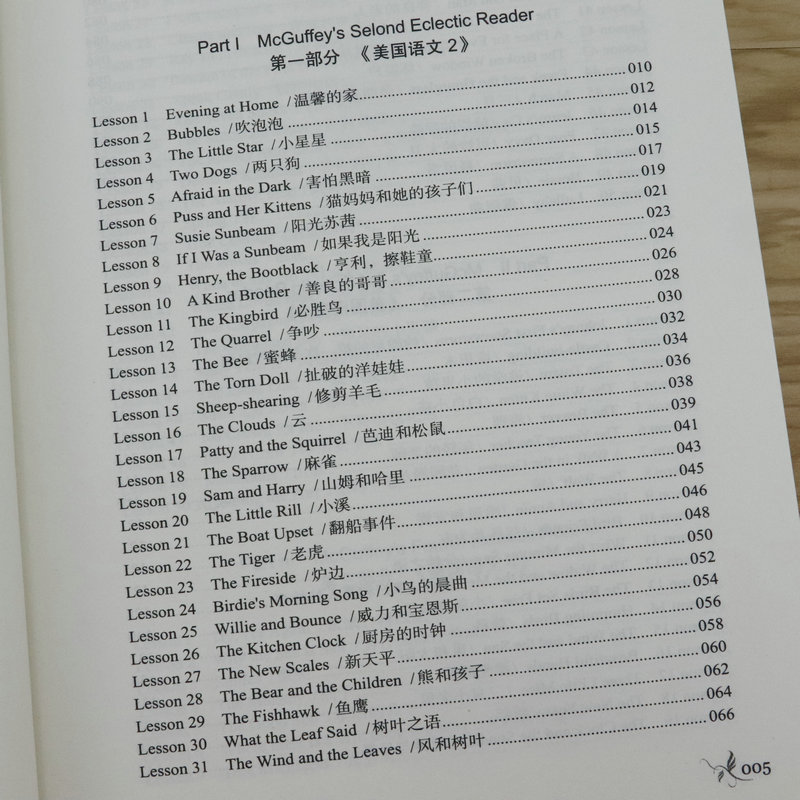 Part I McGuffey's Selond Eclectic Reader
第一部分 《美国语文2》
Lesson 1 Evening at Home /温馨的家 010
Lesson 2 Bubbles /吹泡泡 012
Lesson 3 The Little Star /小星星 014
Lesson 4 Two Dogs /两只狗 015
Lesson 5 Afraid in the Dark /害怕黑暗 017
Lesson 6 Puss and Her Kittens /猫妈妈和她的孩子们 019
Lesson 7 Susie Sunbeam /阳光苏茜 021
Lesson 8 If I Was a Sunbeam /如果我是阳光 023
Lesson 9 Henry, the Bootblack /亨利，擦鞋童 024
Lesson 10 A Kind Brother /善良的哥哥 026
Lesson 11 The Kingbird /必胜鸟 028
Lesson 12 The Quarrel /争吵 030
Lesson 13 The Bee /蜜蜂 032
Lesson 14 The Torn Doll /扯破的洋娃娃 034
Lesson 15 Sheep-shearing /修剪羊毛 036
Lesson 16 The Clouds /云 038
Lesson 17 Patty and the Squirrel /芭迪和松鼠 039
Lesson 18 The Sparrow /麻雀 041
Lesson 19 Sam and Harry /山姆和哈里 043
Lesson 20 The Little Rill /小溪 045
Lesson 21 The Boat Upset /翻船事件 046
Lesson 22 The Tiger /老虎 048
Lesson 23 The Fireside /炉边 050
Lesson 24 Birdie's Morning Song /小鸟的晨曲 052
Lesson 25 Willie and Bounce /威力和宝恩斯 054
Lesson 26 The Kitchen Clock /厨房的时钟 056
Lesson 27 The New Scales /新天平 058
Lesson 28 The Bear and the Children /熊和孩子 060
Lesson 29 The Fishhawk /鱼鹰 062
Lesson 30 What the Leaf Said /树叶之语 064
Lesson 31 The Wind and the Leaves /风和树叶 066
005